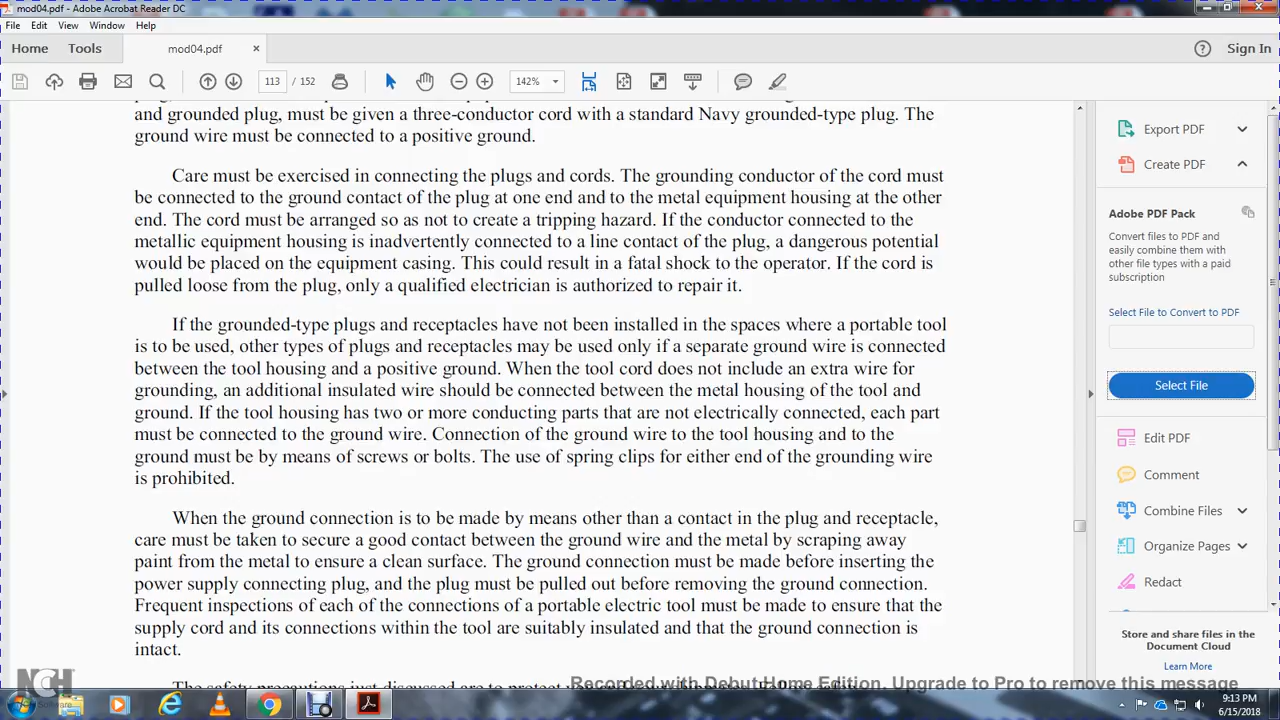 mod04.pdf - Adobe Acrobat Reader DC
File Edit View Window Help
Home Tools mod04.pdf × ? Sign In
113 / 152 142%
and grounded plug, must be given a three-conductor cord with a standard Navy grounded-type plug. The
ground wire must be connected to a positive ground.
Care must be exercised in connecting the plugs and cords. The grounding conductor of the cord must
be connected to the ground contact of the plug at one end and to the metal equipment housing at the other
end. The cord must be arranged so as not to create a tripping hazard. If the conductor connected to the
metallic equipment housing is inadvertently connected to a line contact of the plug, a dangerous potential
would be placed on the equipment casing. This could result in a fatal shock to the operator. If the cord is
pulled loose from the plug, only a qualified electrician is authorized to repair it.
If the grounded-type plugs and receptacles have not been installed in the spaces where a portable tool
is to be used, other types of plugs and receptacles may be used only if a separate ground wire is connected
between the tool housing and a positive ground. When the tool cord does not include an extra wire for
grounding, an additional insulated wire should be connected between the metal housing of the tool and
ground. If the tool housing has two or more conducting parts that are not electrically connected, each part
must be connected to the ground wire. Connection of the ground wire to the tool housing and to the
ground must be by means of screws or bolts. The use of spring clips for either end of the grounding wire
is prohibited.
When the ground connection is to be made by means other than a contact in the plug and receptacle,
care must be taken to secure a good contact between the ground wire and the metal by scraping away
paint from the metal to ensure a clean surface. The ground connection must be made before inserting the
power supply connecting plug, and the plug must be pulled out before removing the ground connection.
Frequent inspections of each of the connections of a portable electric tool must be made to ensure that the
supply cord and its connections within the tool are suitably insulated and that the ground connection is
intact.
The safety precautions just discussed are to protect
Export PDF
Create PDF
Adobe PDF Pack
Convert files to PDF and
easily combine them with
other file types with a paid
subscription
Select File to Convert to PDF
Select File
Edit PDF
Comment
Combine Files
Organize Pages
Redact
Store and share files in the
Document Cloud
Learn More
NCH
Software
Recorded with Debut Home Edition. Upgrade to Pro to remove this message
9:13 PM
6/15/2018